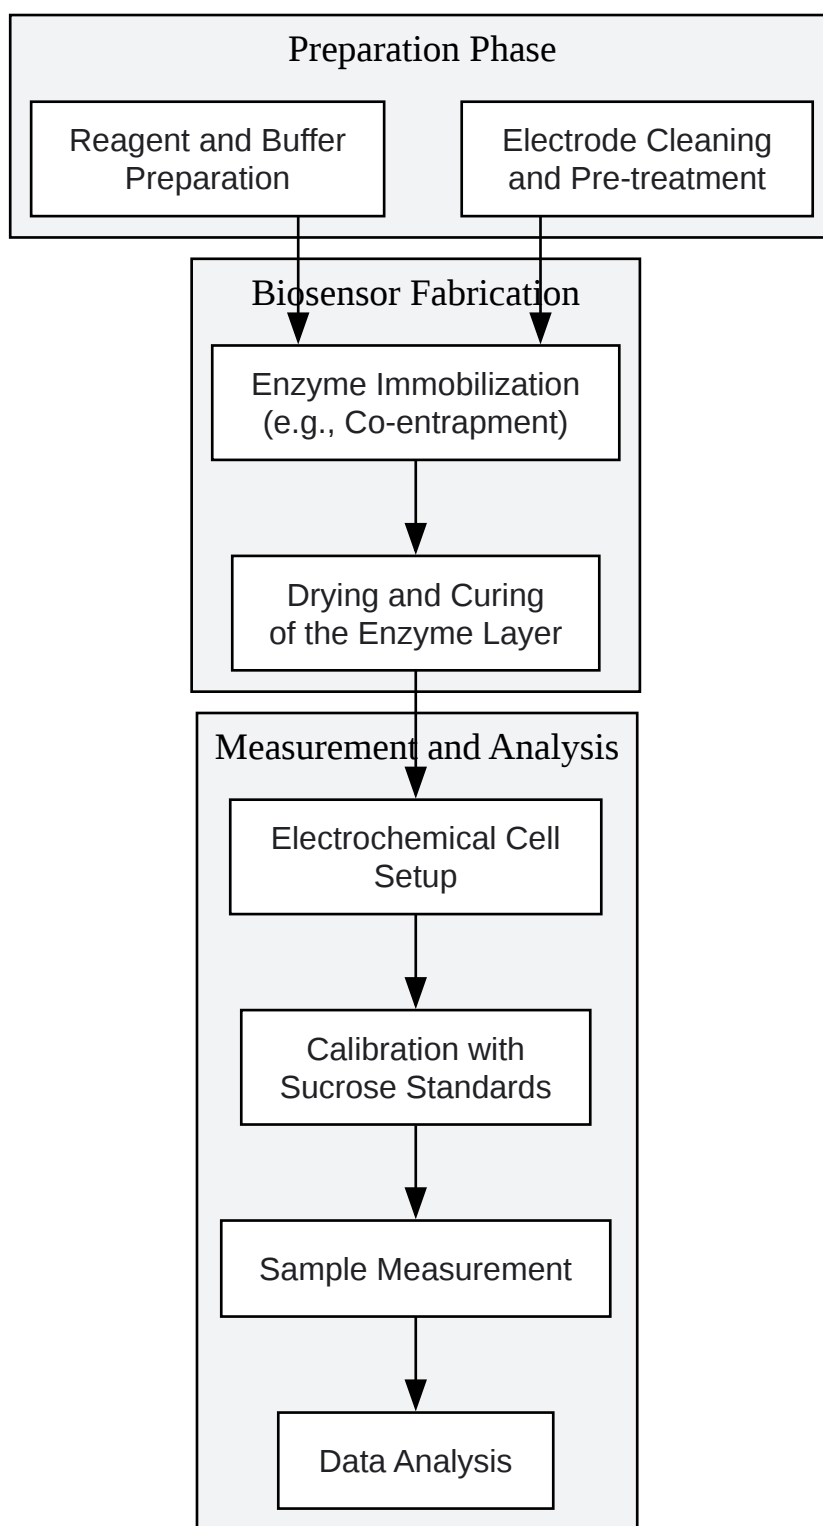 Preparation Phase
Reagent and Buffer
Preparation
Electrode Cleaning
and Pre-treatment
Biosensor Fabrication
Enzyme Immobilization
(e.g., Co-entrapment)
Drying and Curing
of the Enzyme Layer
Measurement and Analysis
Electrochemical Cell
Setup
Calibration with
Sucrose Standards
Sample Measurement
Data Analysis